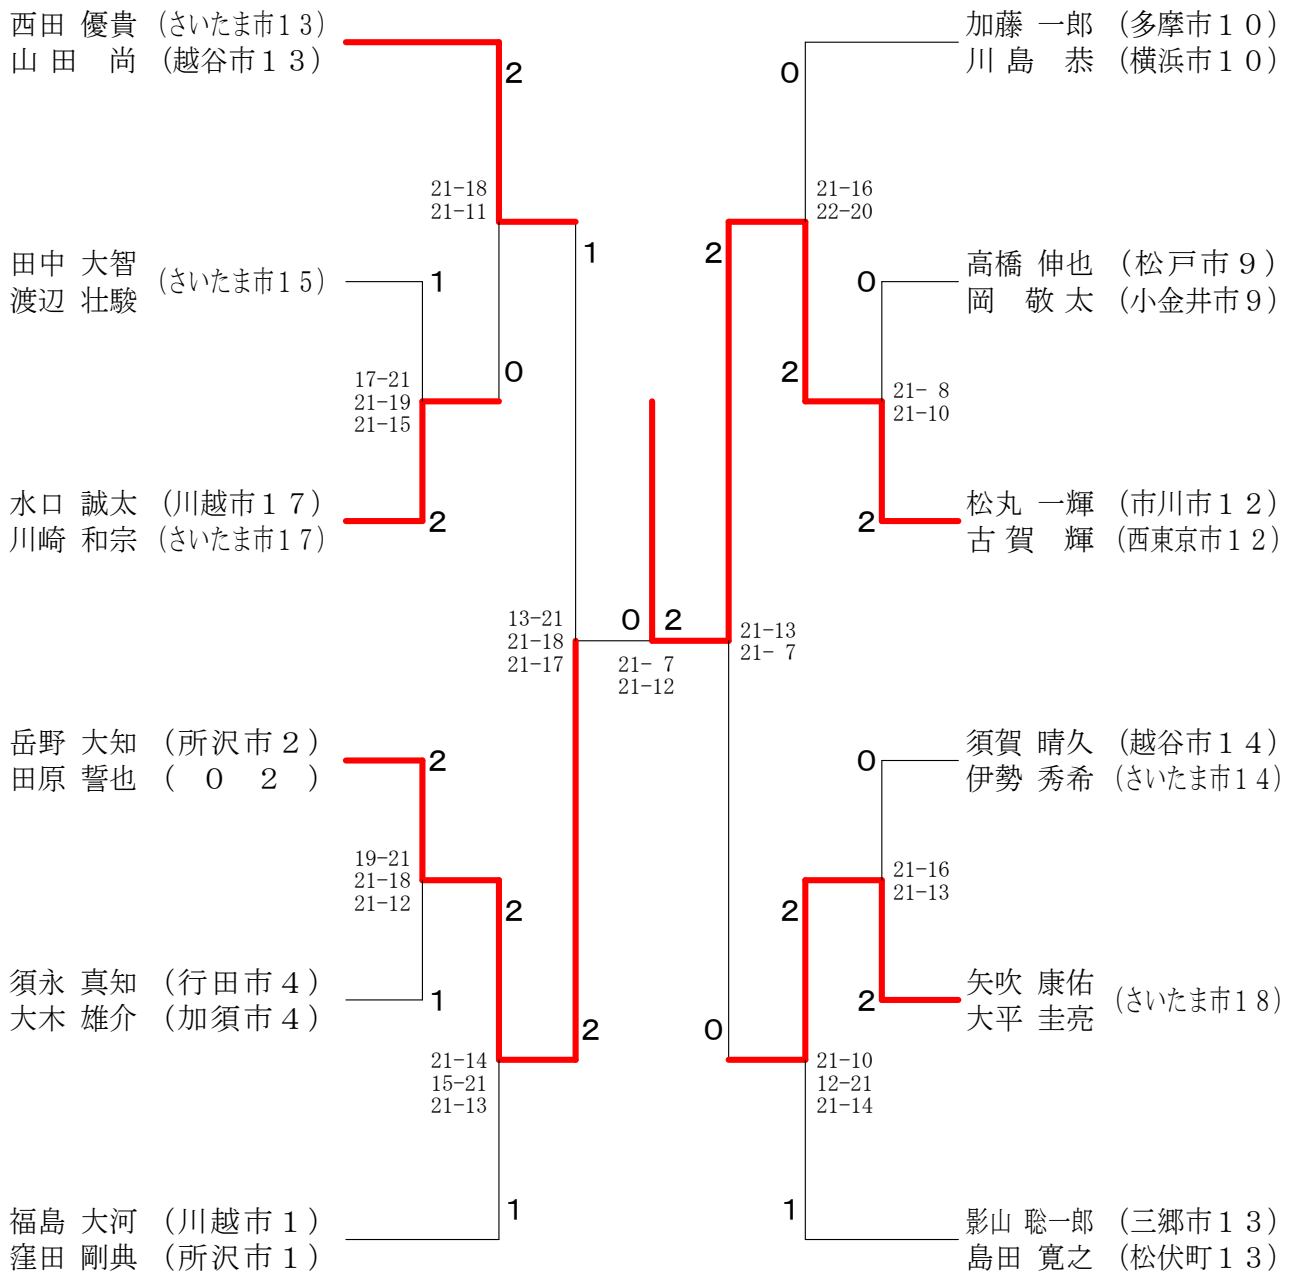 西田 優貴 (さいたま市13)
山田 尚 (越谷市13)
2
21-18
21-11
1
田中 大智
渡辺 壮駿
(さいたま市15)
1
17-21
21-19
21-15
0
水口 誠太 (川越市17)
川崎 和宗 (さいたま市17)
2
13-21
21-18
21-17
0
2
21- 7
21-12
岳野 大知 (所沢市2)
田原 誓也 ( 0 2 )
2
19-21
21-18
21-12
2
須永 真知 (行田市4)
大木 雄介 (加須市4)
1
2
21-14
15-21
21-13
1
福島 大河 (川越市1)
窪田 剛典 (所沢市1)
加藤 一郎 (多摩市10)
川島 恭 (横浜市10)
0
21-16
22-20
2
高橋 伸也 (松戸市9)
岡 敬太 (小金井市9)
0
2
21- 8
21-10
松丸 一輝 (市川市12)
古賀 輝 (西東京市12)
2
21-13
21- 7
須賀 晴久 (越谷市14)
伊勢 秀希 (さいたま市14)
0
21-16
21-13
2
矢吹 康佑
大平 圭亮
(さいたま市18)
2
0
21-10
12-21
21-14
1
影山 聡一郎 (三郷市13)
島田 寛之 (松伏町13)